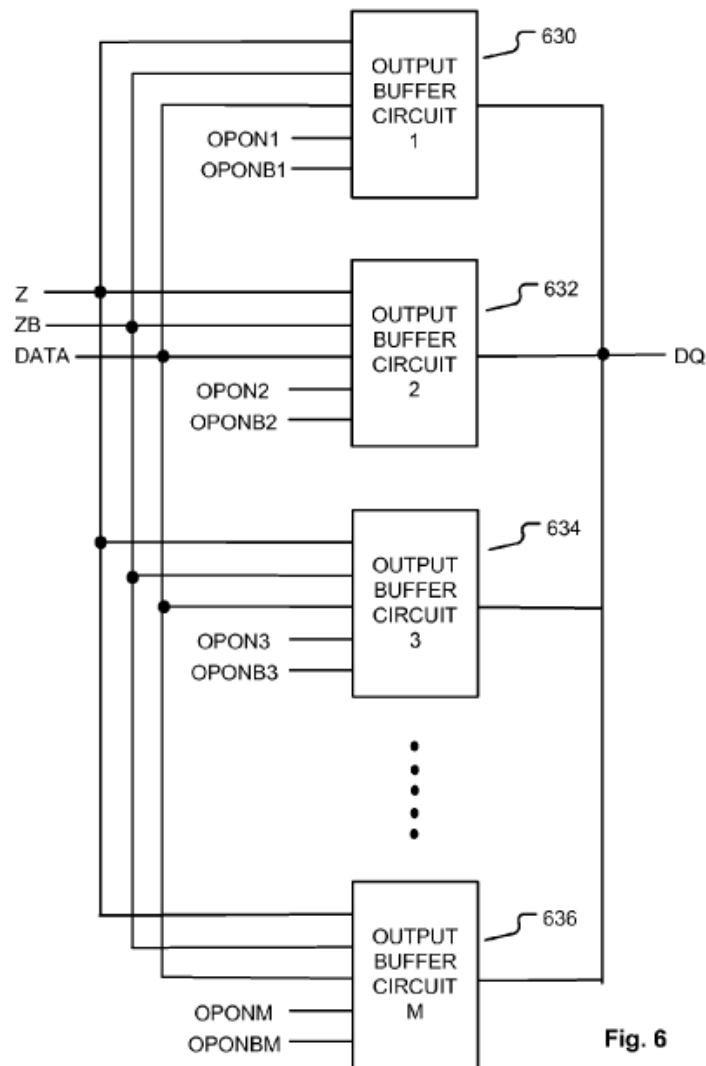 630
OUTPUT
BUFFER
CIRCUIT
1
OPON1
OPONB1
Z
ZB
DATA
632
OUTPUT
BUFFER
CIRCUIT
2
OPON2
OPONB2
DQ
634
OUTPUT
BUFFER
CIRCUIT
3
OPON3
OPONB3
636
OUTPUT
BUFFER
CIRCUIT
M
OPONM
OPONBM
Fig. 6